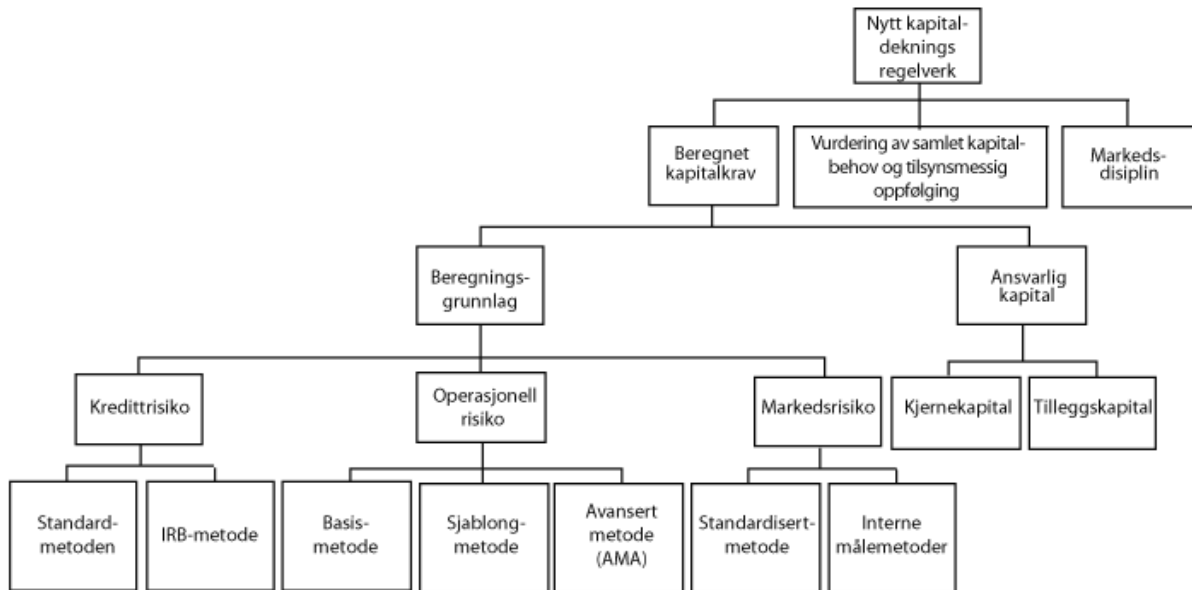 Nytt kapital-
deknings
regelverk
Beregnet
kapitalkrav
Vurdering av samlet kapital-
behov og tilsynsmessig
oppfølging
Markeds-
disiplin
Beregnings-
grunnlag
Ansvarlig
kapital
Kredittrisiko
Operasjonell
risiko
Markedsrisiko
Kjernekapital
Tilleggskapital
Standard-
metoden
IRB-metode
Basis-
metode
Sjablong-
metode
Avansert
metode
(AMA)
Standardisert-
metode
Interne
målemetoder